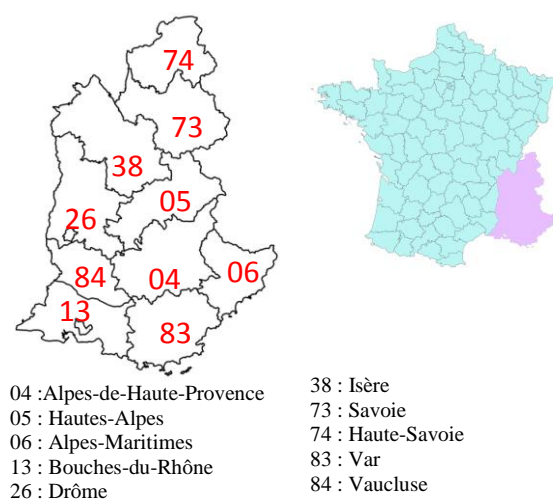 74
73
38
05
26
84
04
06
13
83
04 :Alpes-de-Haute-Provence
05 : Hautes-Alpes
06 : Alpes-Maritimes
13 : Bouches-du-Rhône
26 : Drôme
38 : Isère
73 : Savoie
74 : Haute-Savoie
83 : Var
84 : Vaucluse